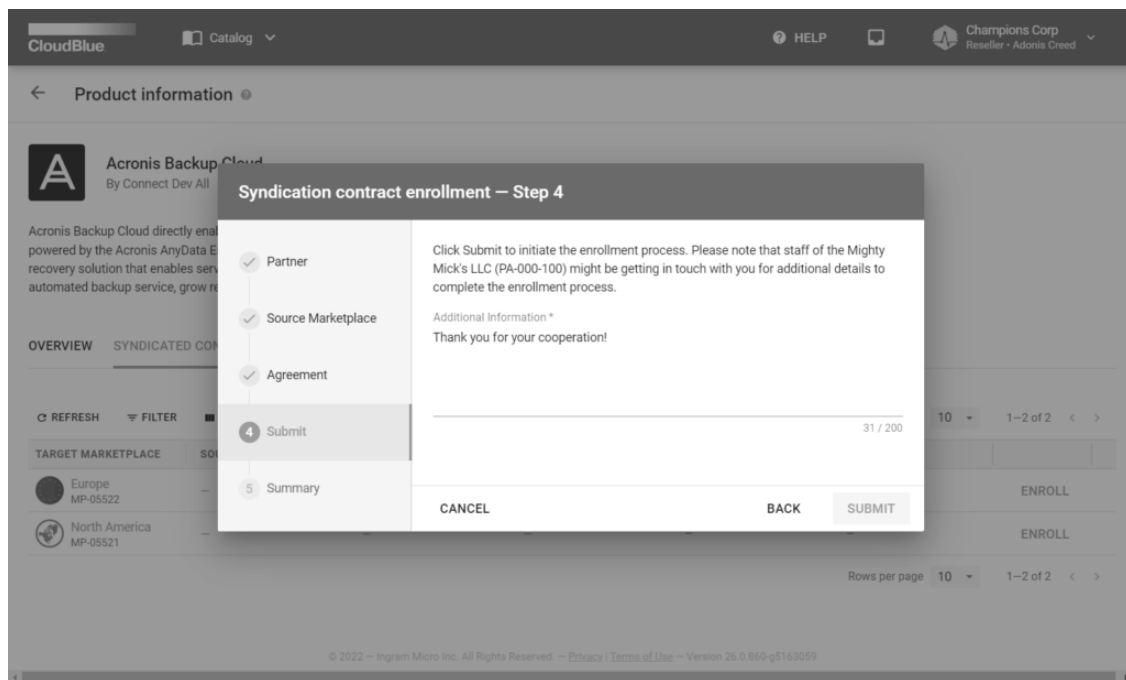 CloudBlue
Catalog
HELP
Champions Corp
Reseller • Adonis Creed
Product information
Acronis Backup Cloud
By Connect Dev All
Acronis Backup Cloud directly enal
powered by the Acronis AnyData E
recovery solution that enables serv
automated backup service, grow re
OVERVIEW SYNDICATED CON
REFRESH FILTER
10 1–2 of 2
TARGET MARKETPLACE SOU
Europe
MP-05522
– ENROLL
North America
MP-05521
– – – – – ENROLL
Rows per page 10 1–2 of 2
Syndication contract enrollment — Step 4
Partner
Source Marketplace
Agreement
4 Submit
5 Summary
Click Submit to initiate the enrollment process. Please note that staff of the Mighty
Mick's LLC (PA-000-100) might be getting in touch with you for additional details to
complete the enrollment process.
Additional Information *
Thank you for your cooperation!
31 / 200
CANCEL BACK SUBMIT
© 2022 – Ingram Micro Inc. All Rights Reserved. – Privacy | Terms of Use – Version 26.0.860-g5163059